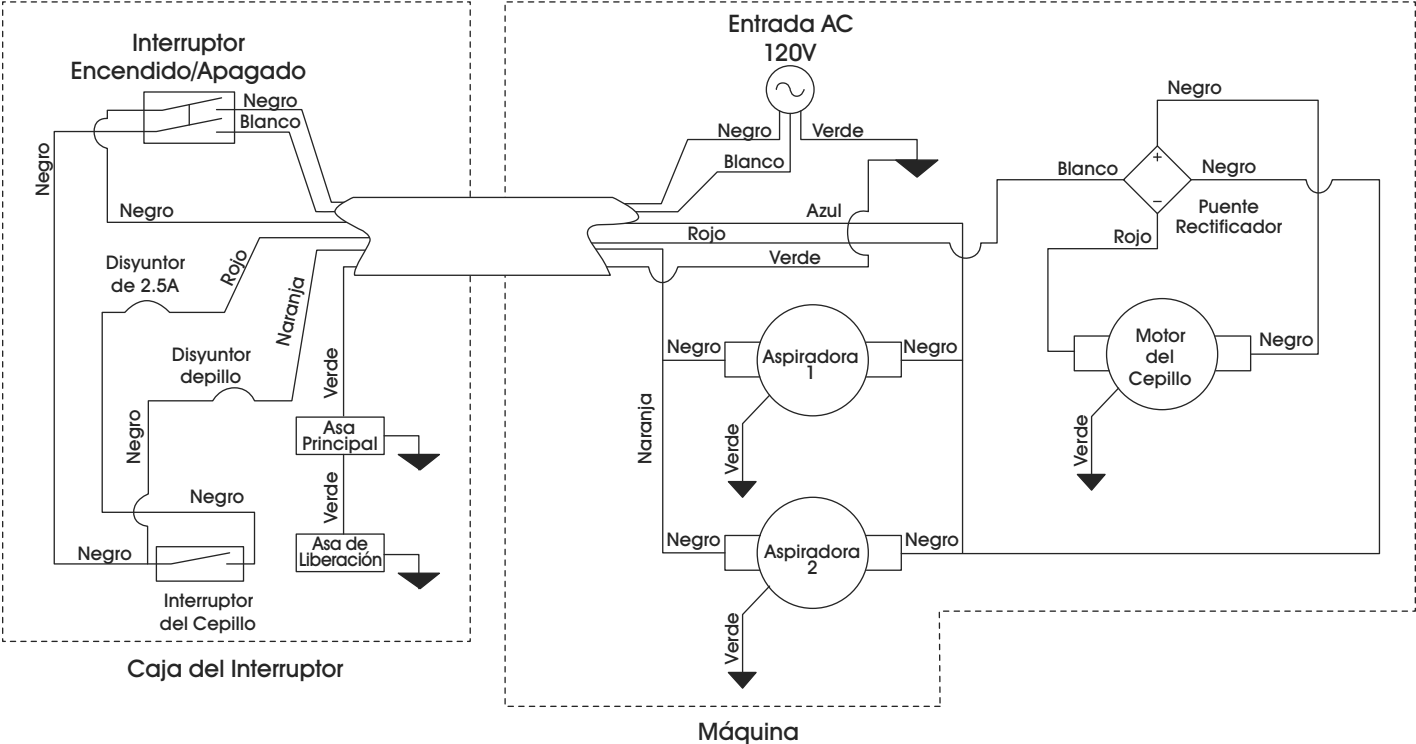 Interruptor
Encendido/Apagado
Negro
Blanco
Negro
Negro
Rojo
Disyuntor
de 2.5A
Naranja
Disyuntor
depillo
Verde
Negro
Asa
Principal
Verde
Negro
Negro
Asa de
Liberación
Interruptor
del Cepillo
Caja del Interruptor
Entrada AC
120V
Negro
Verde
Blanco
Azul
Rojo
Verde
Negro
Blanco
Negro
Puente
Rectificador
Rojo
Negro
Aspiradora
1
Negro
Motor
del
Cepillo
Negro
Naranja
Verde
Verde
Negro
Aspiradora
2
Negro
Verde
Máquina